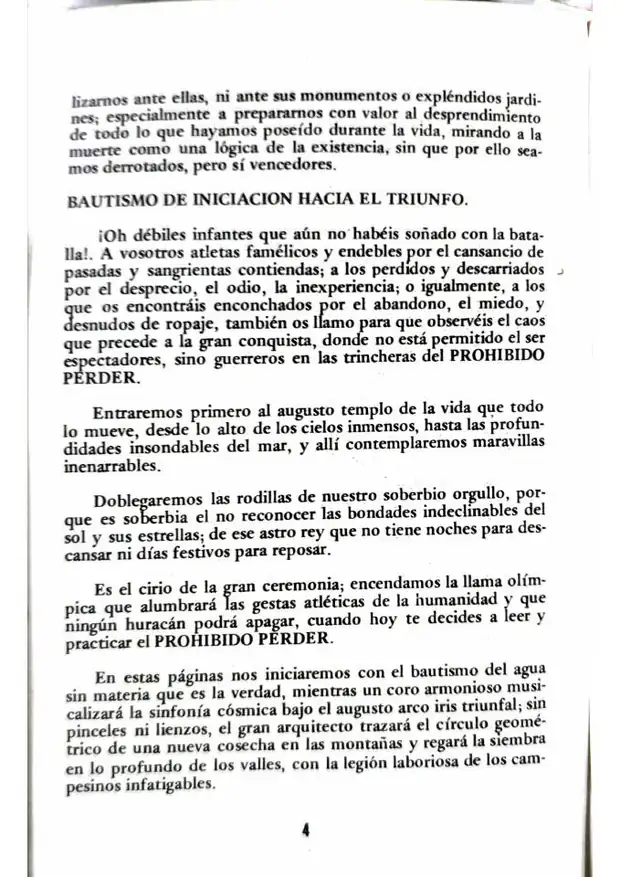 lizarnos ante ellas, ni ante sus monumentos o expléndidos jardi-
nes; especialmente a prepararnos con valor al desprendimiento
de todo lo que hayamos poseído durante la vida, mirando a la
muerte como una lógica de la existencia, sin que por ello sea-
mos derrotados, pero sí vencedores.
BAUTISMO DE INICIACION HACIA EL TRIUNFO.
¡Oh débiles infantes que aún no habéis soñado con la bata-
lla!. A vosotros atletas famélicos y endebles por el cansancio de
pasadas y sangrientas contiendas; a los perdidos y descarriados
por el desprecio, el odio, la inexperiencia; o igualmente, a los
que os encontráis enconchados por el abandono, el miedo, y
desnudos de ropaje, también os llamo para que observéis el caos
que precede a la gran conquista, donde no está permitido el ser
espectadores, sino guerreros en las trincheras del PROHIBIDO
PERDER.
Entraremos primero al augusto templo de la vida que todo
lo mueve, desde lo alto de los cielos inmensos, hasta las profun-
didades insondables del mar, y allí contemplaremos maravillas
inenarrables.
Doblegaremos las rodillas de nuestro soberbio orgullo, por-
que es soberbia el no reconocer las bondades indeclinables del
sol y sus estrellas; de ese astro rey que no tiene noches para des-
cansar ni días festivos para reposar.
Es el cirio de la gran ceremonia; encendamos la llama olím-
pica que alumbrará las gestas atléticas de la humanidad y que
ningún huracán podrá apagar, cuando hoy te decides a leer y
practicar el PROHIBIDO PERDER.
En estas páginas nos iniciaremos con el bautismo del agua
sin materia que es la verdad, mientras un coro armonioso musi-
calizará la sinfonía cósmica bajo el augusto arco iris triunfal; sin
pinceles ni lienzos, el gran arquitecto trazará el círculo geomé-
trico de una nueva cosecha en las montañas y regará la siembra
en lo profundo de los valles, con la legión laboriosa de los cam-
pesinos infatigables.
4